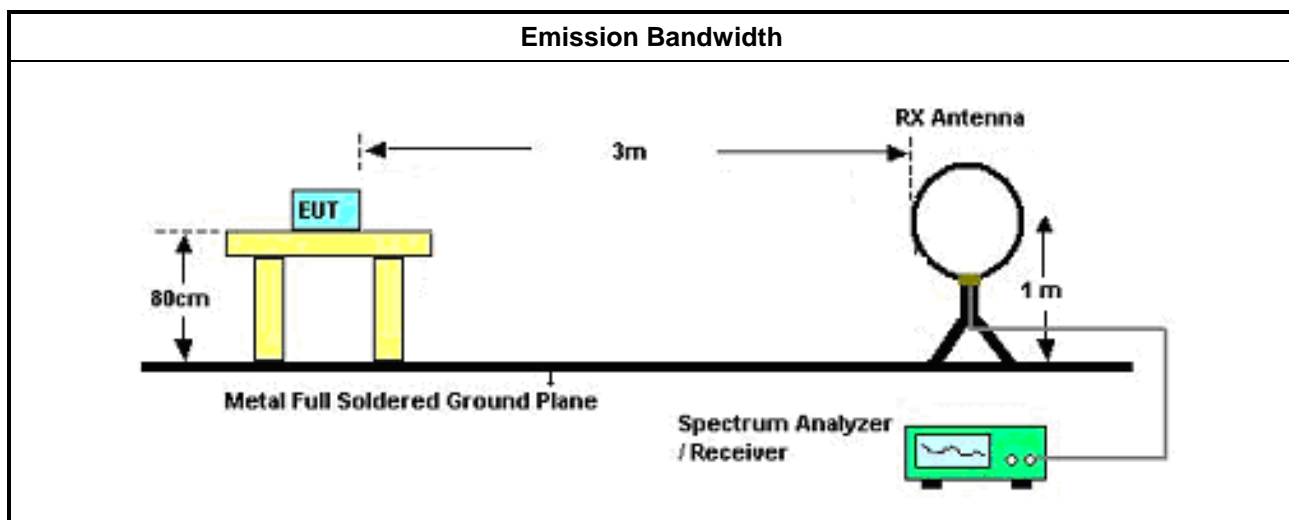 Emission Bandwidth
RX Antenna
3m
EUT
80cm
1 m
Metal Full Soldered Ground Plane
Spectrum Analyzer
/ Receiver